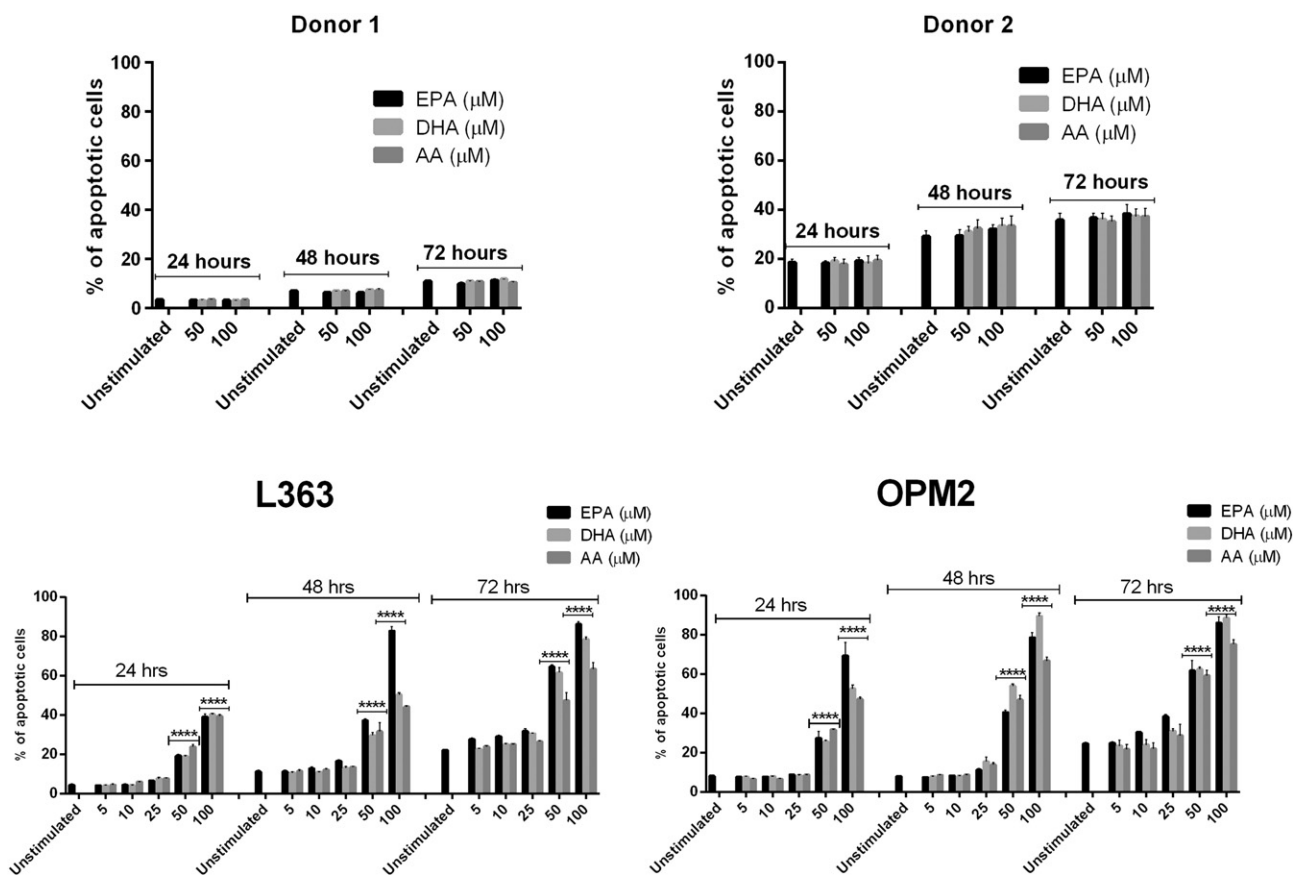 Donor 1
% of apoptotic cells
100
80
60
40
20
0
EPA (μM)
DHA (μM)
AA (μM)
24 hours
48 hours
72 hours
Unstimulated
50
100
Unstimulated
50
100
Unstimulated
50
100
Donor 2
% of apoptotic cells
100
80
60
40
20
0
EPA (μM)
DHA (μM)
AA (μM)
24 hours
48 hours
72 hours
Unstimulated
50
100
Unstimulated
50
100
Unstimulated
50
100
L363
EPA (μM)
DHA (μM)
AA (μM)
% of apoptotic cells
100
80
60
40
20
0
24 hrs
48 hrs
72 hrs
****
****
****
****
****
****
Unstimulated
5
10
25
50
100
Unstimulated
5
10
25
50
100
Unstimulated
5
10
25
50
100
OPM2
EPA (μM)
DHA (μM)
AA (μM)
% of apoptotic cells
100
80
60
40
20
0
24 hrs
48 hrs
72 hrs
****
****
****
****
****
****
Unstimulated
5
10
25
50
100
Unstimulated
5
10
25
50
100
Unstimulated
5
10
25
50
100